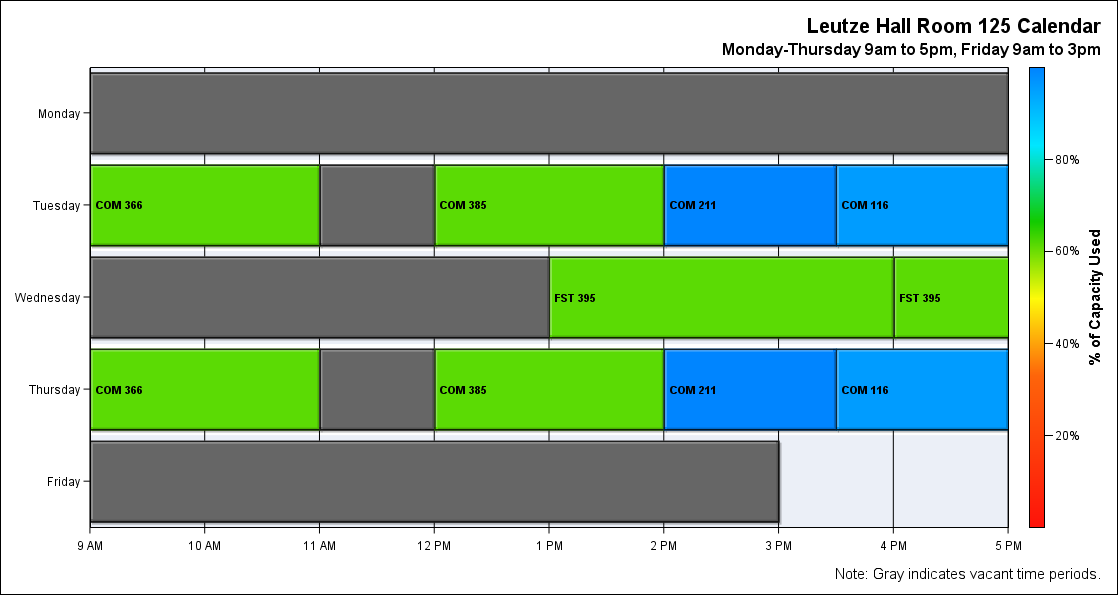 Leutze Hall Room 125 Calendar
Monday-Thursday 9am to 5pm, Friday 9am to 3pm
Monday
Tuesday
COM 366
COM 385
COM 211
COM 116
Wednesday
FST 395
FST 395
Thursday
COM 366
COM 385
COM 211
COM 116
Friday
9 AM
10 AM
11 AM
12 PM
1 PM
2 PM
3 PM
4 PM
5 PM
80%
60%
40%
20%
% of Capacity Used
Note: Gray indicates vacant time periods.